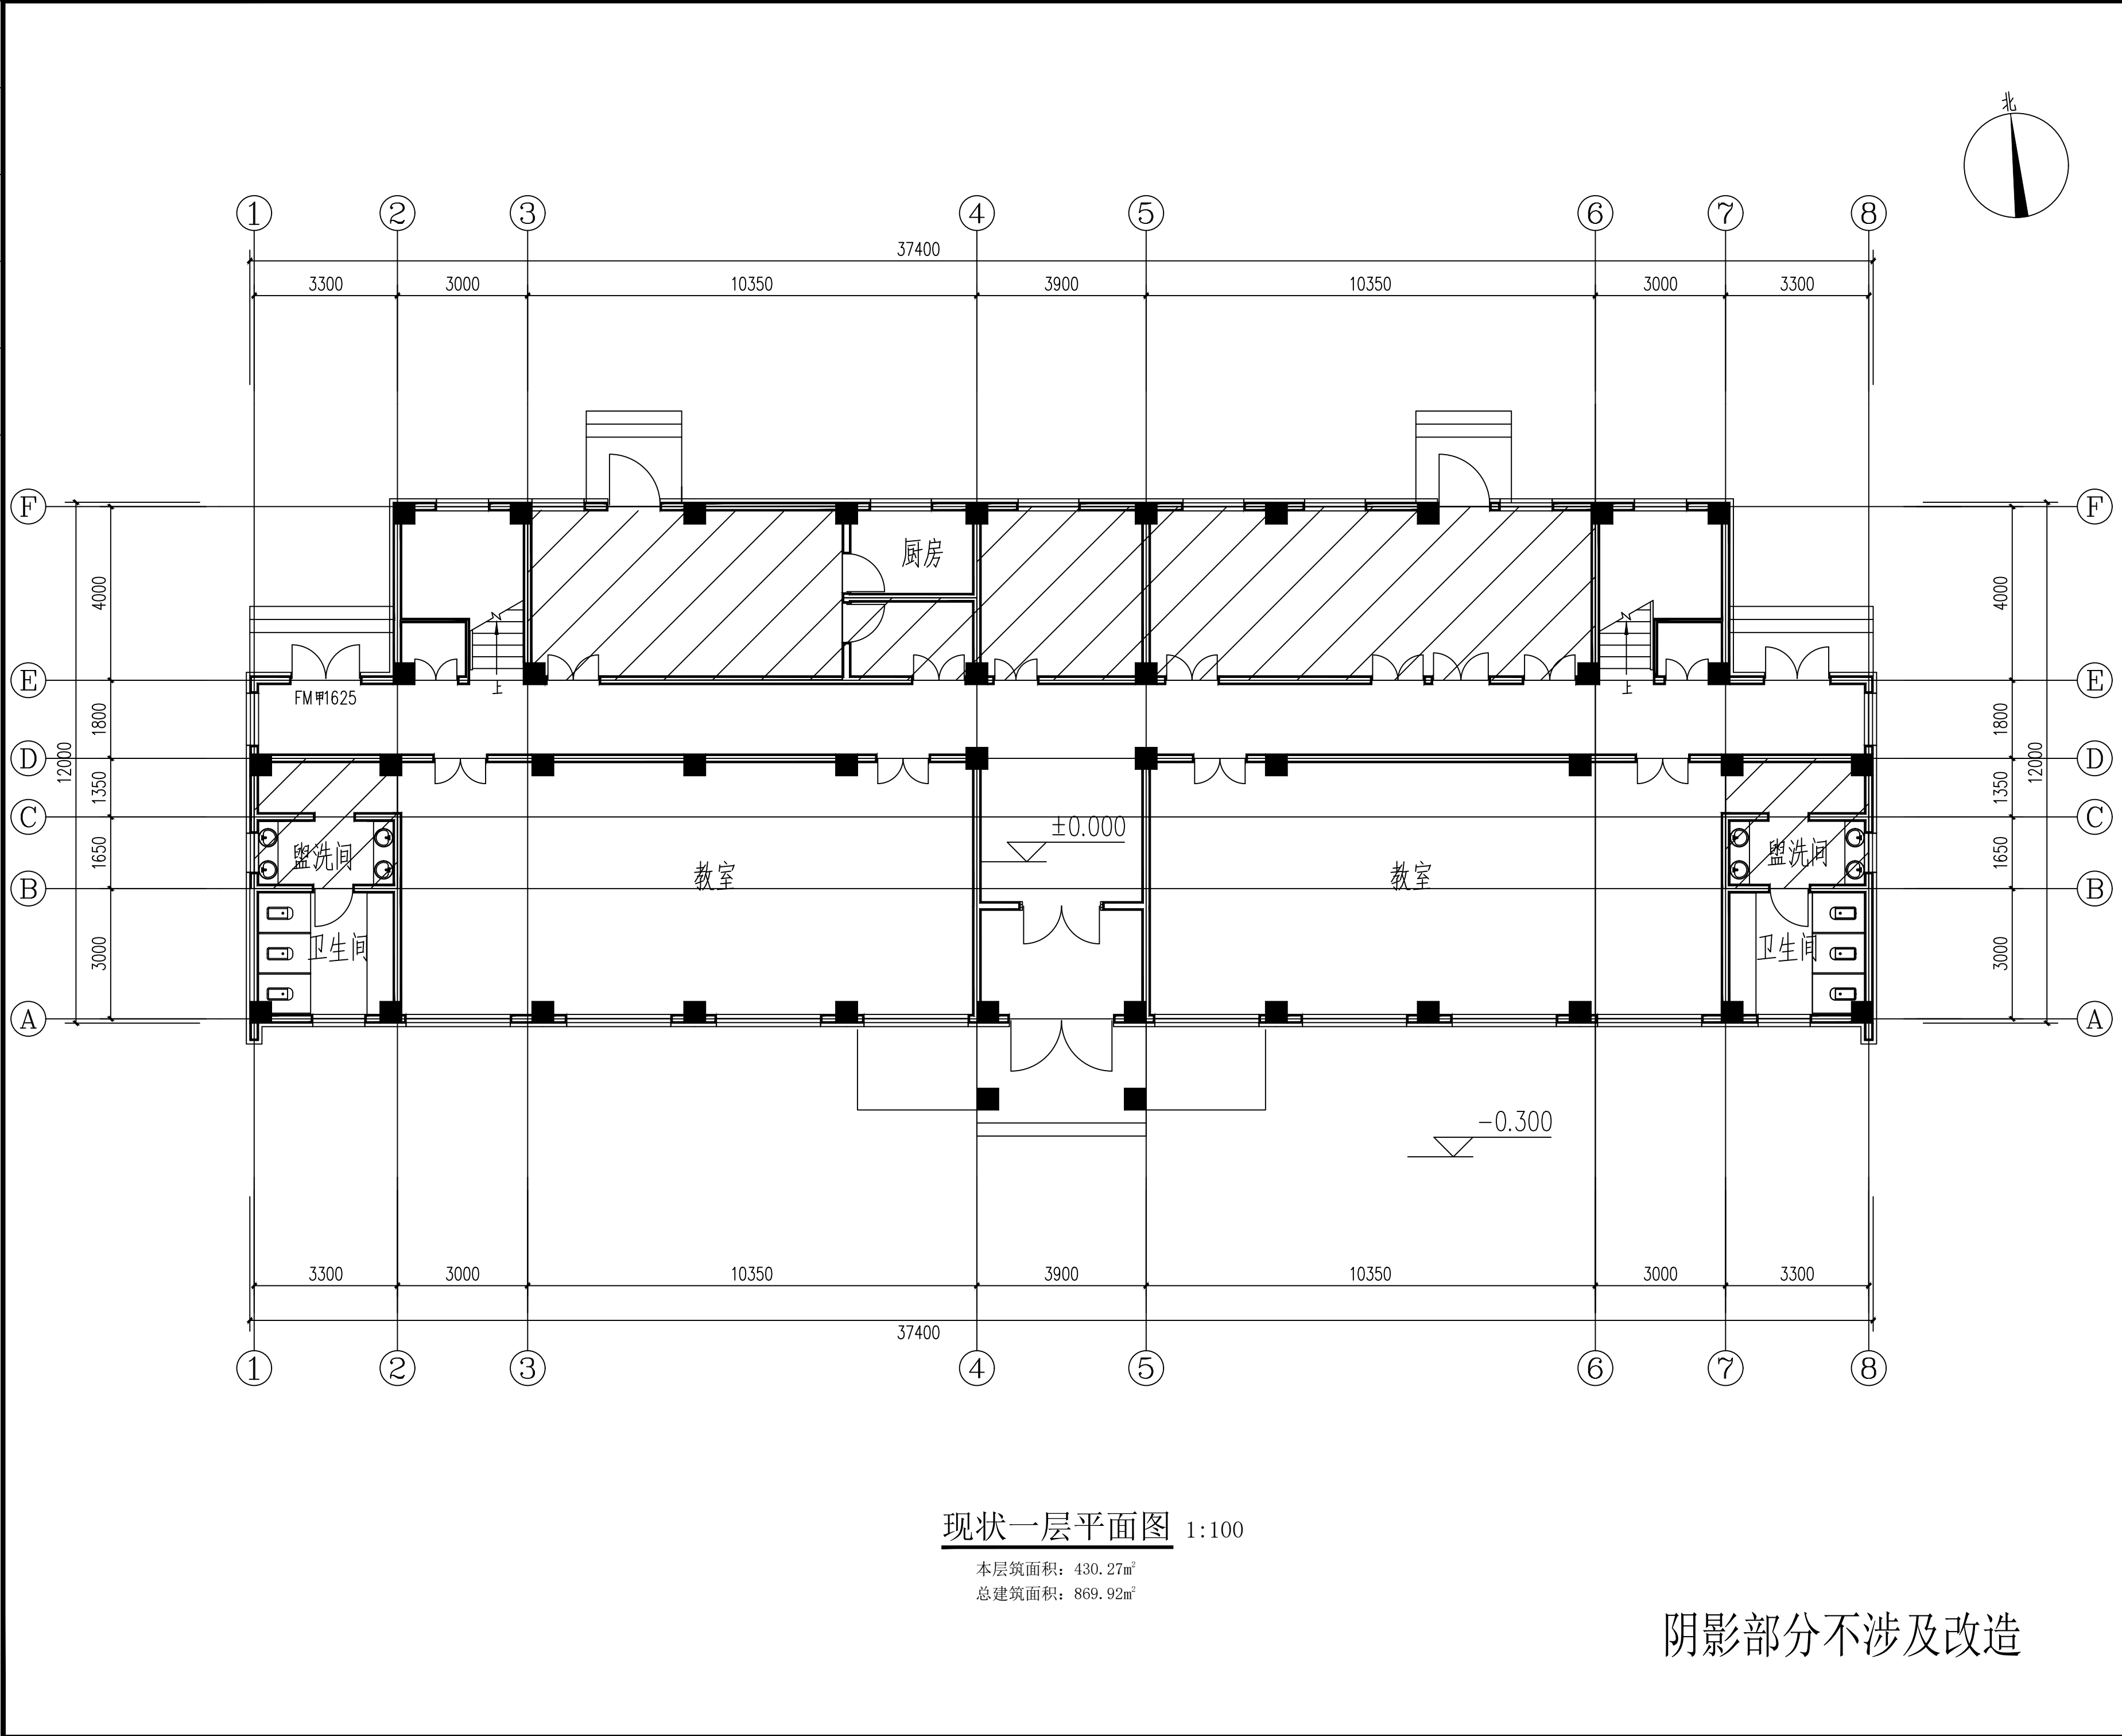 北
① ② ③ ④ ⑤ ⑥ ⑦ ⑧
37400
3300 3000 10350 3900 10350 3000 3300
Ⓕ Ⓕ
厨房
4000 4000
上 上
Ⓔ Ⓔ
FM甲1625
1800 1800
12000 12000
Ⓓ Ⓓ
1350 1350
Ⓒ Ⓒ
±0.000
盥洗间 盥洗间
1650 1650
教室 教室
Ⓑ Ⓑ
卫生间 卫生间
3000 3000
Ⓐ Ⓐ
-0.300
3300 3000 10350 3900 10350 3000 3300
37400
① ② ③ ④ ⑤ ⑥ ⑦ ⑧
现状一层平面图 1:100
本层筑面积：430.27m²
总建筑面积：869.92m²
阴影部分不涉及改造